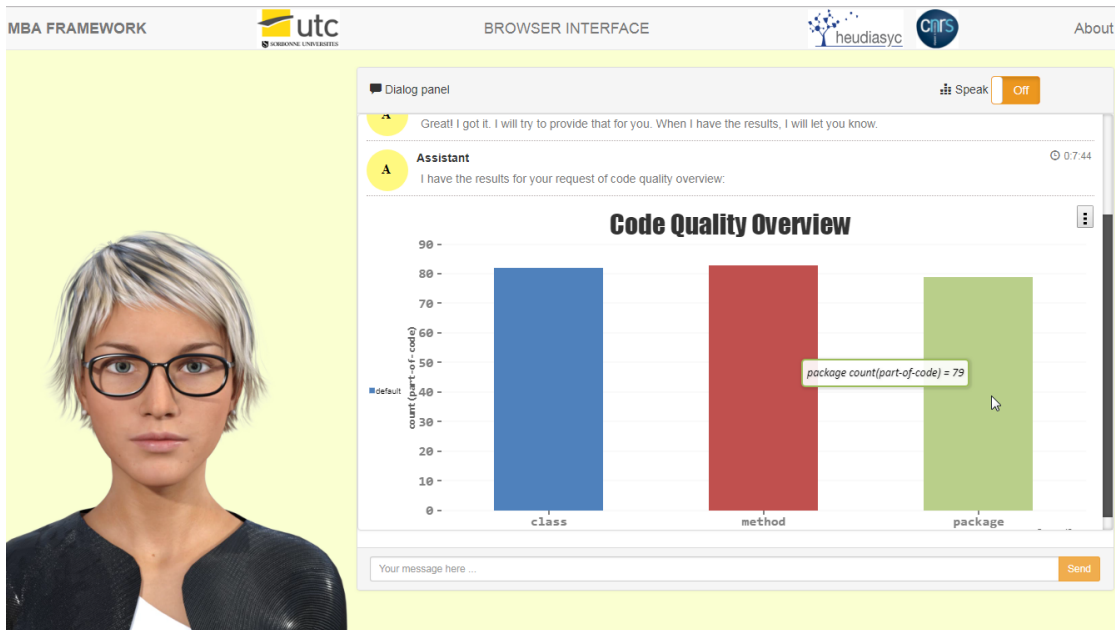 MBA FRAMEWORK
utc
SORBONNE UNIVERSITÉS
BROWSER INTERFACE
heudiasyc
cnrs
About
Dialog panel
Speak
Off
A
Great! I got it. I will try to provide that for you. When I have the results, I will let you know.
A
Assistant
0:7:44
I have the results for your request of code quality overview:
Code Quality Overview
90
80
70
60
50
40
30
20
10
0
count(part-of-code)
default
package count(part-of-code) = 79
class
method
package
Your message here ...
Send